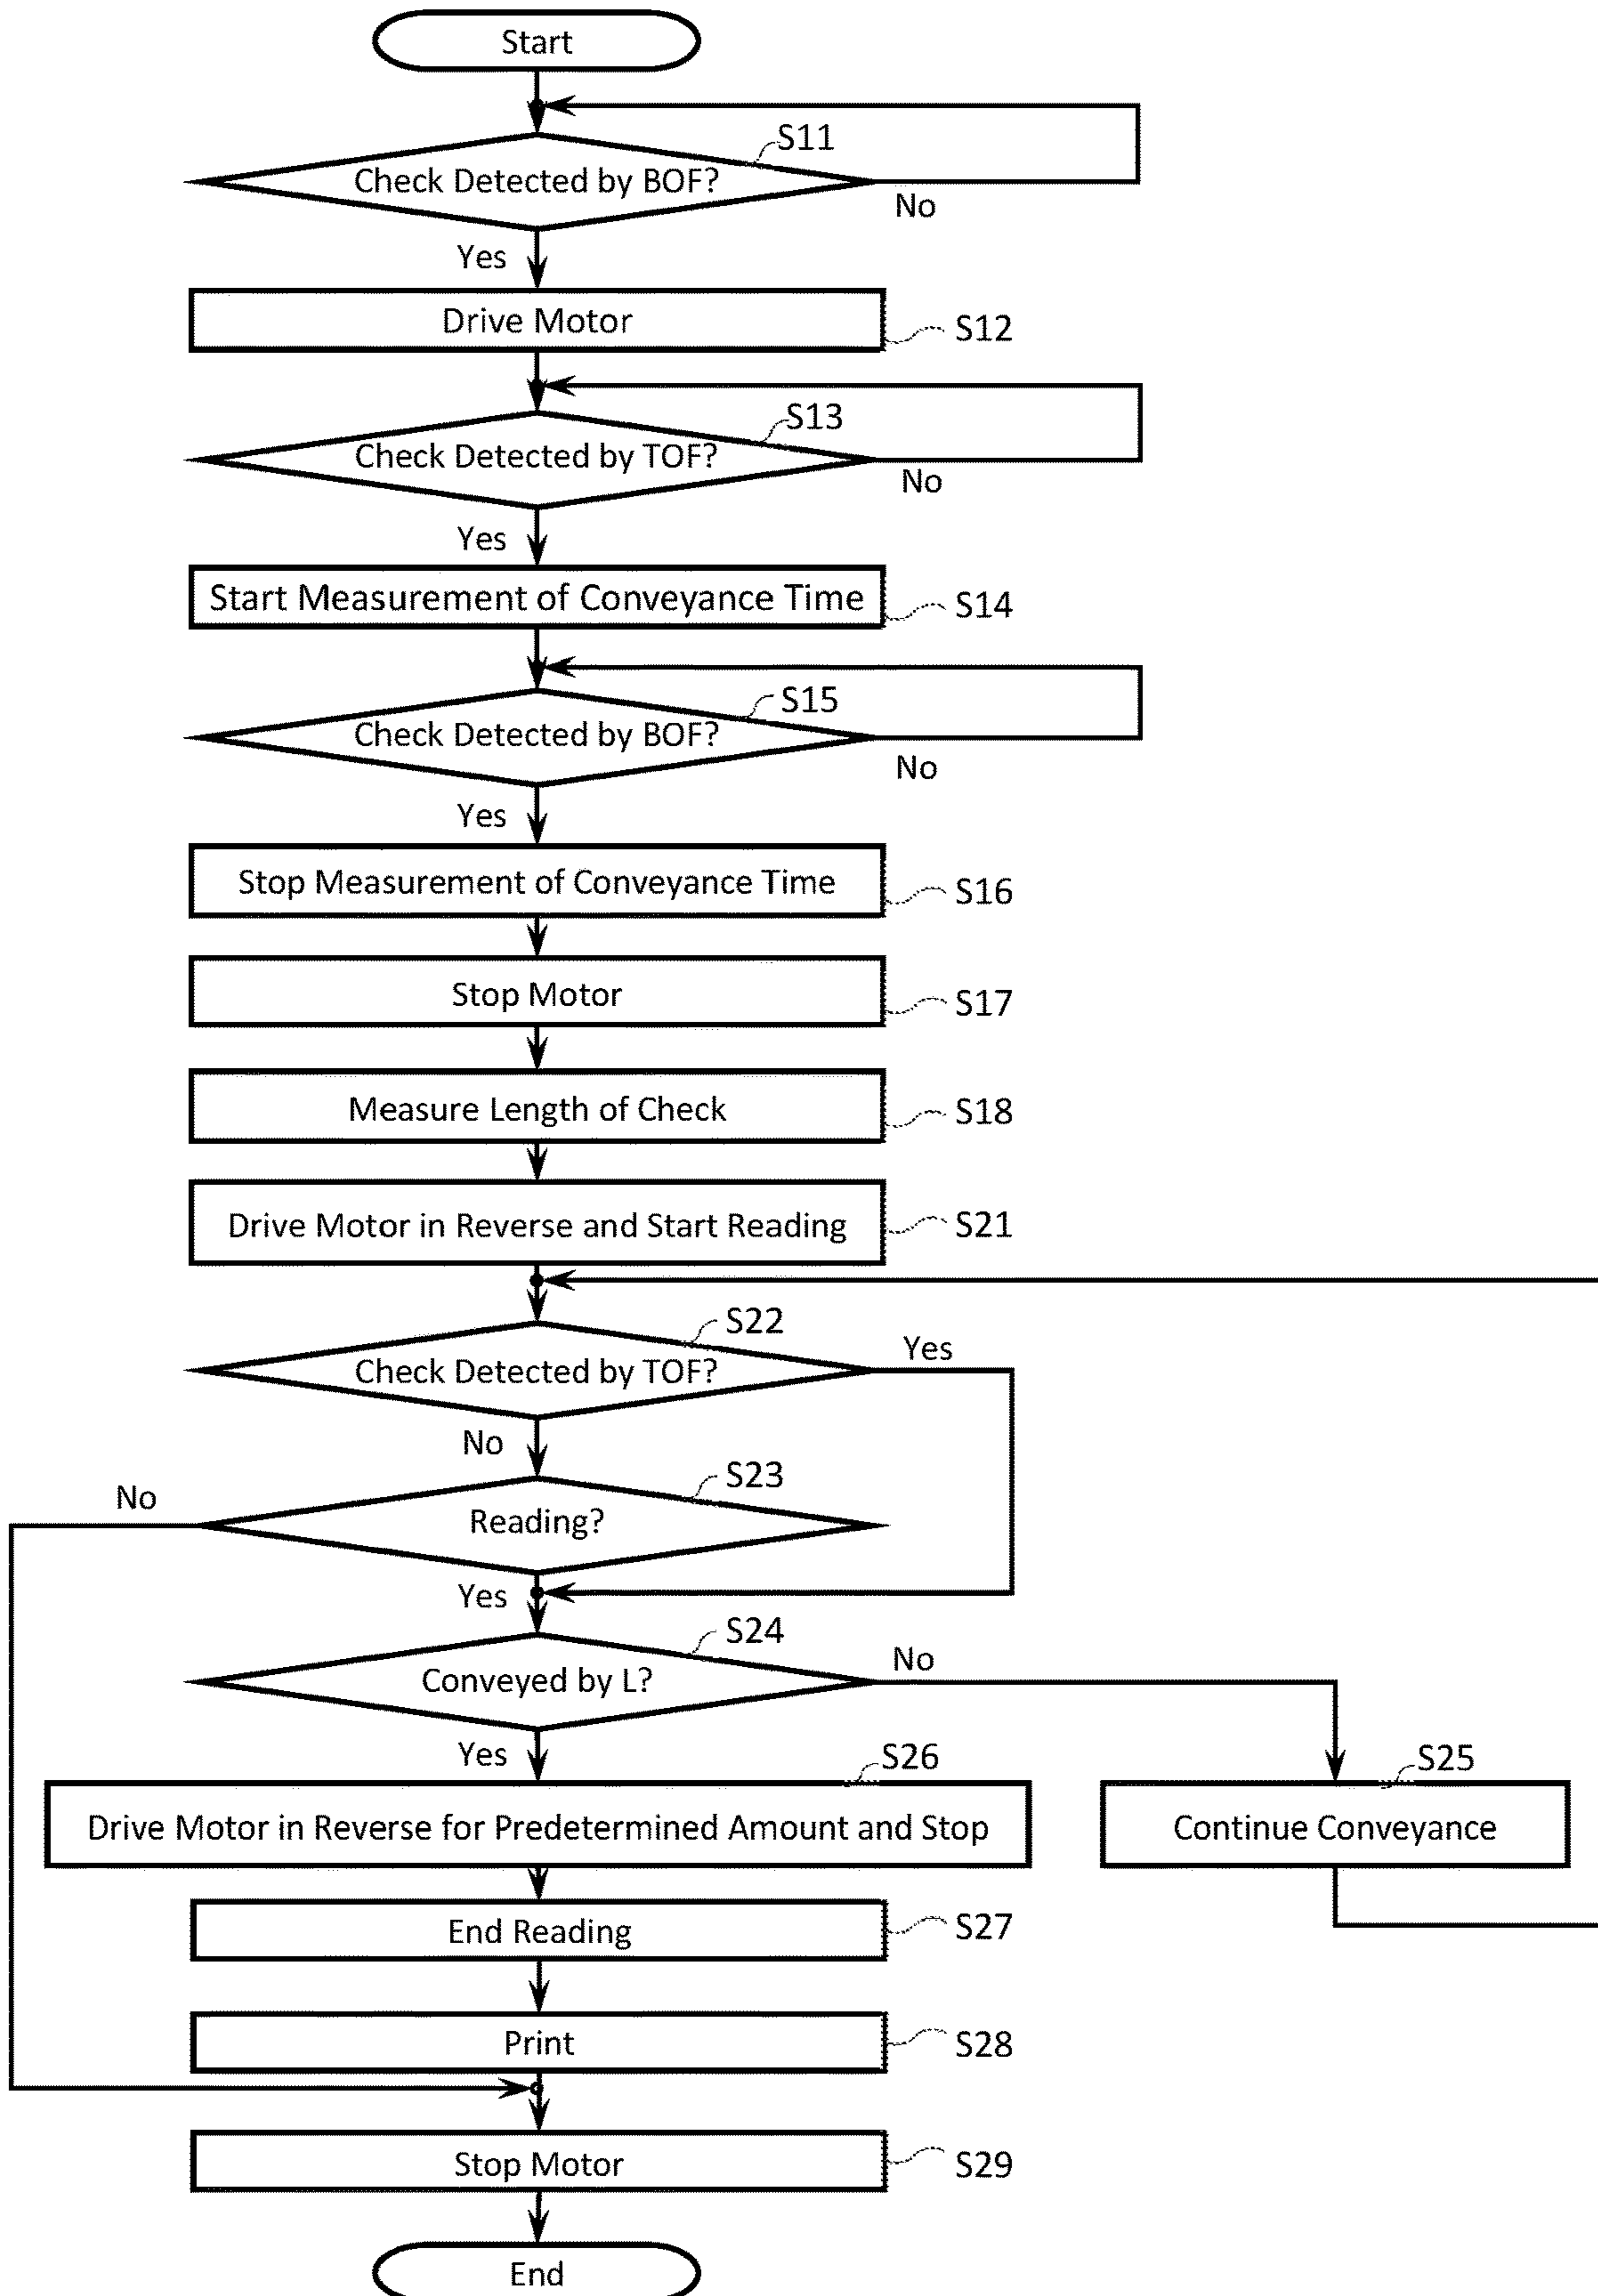 Start
S11
Check Detected by BOF?
No
Yes
Drive Motor
S12
S13
Check Detected by TOF?
No
Yes
Start Measurement of Conveyance Time
S14
S15
Check Detected by BOF?
No
Yes
Stop Measurement of Conveyance Time
S16
Stop Motor
S17
Measure Length of Check
S18
Drive Motor in Reverse and Start Reading
S21
S22
Check Detected by TOF?
Yes
No
S23
No
Reading?
Yes
S24
Conveyed by L?
No
Yes
S26
S25
Drive Motor in Reverse for Predetermined Amount and Stop
Continue Conveyance
End Reading
S27
Print
S28
Stop Motor
S29
End